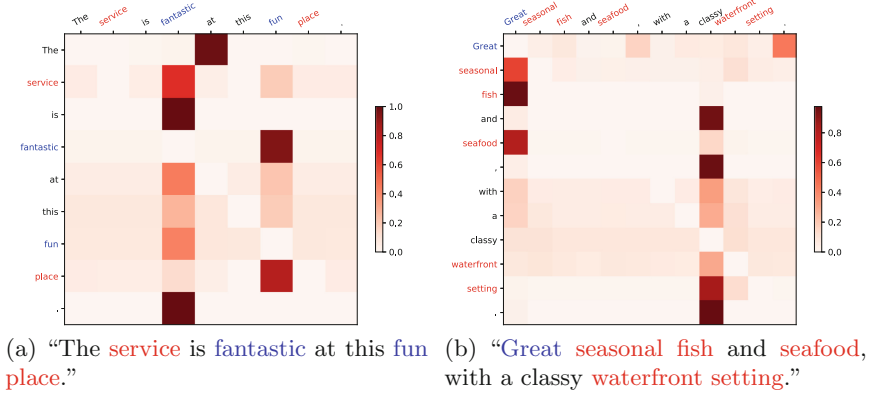 The service is fantastic at this fun place .
The
service
is
fantastic
at
this
fun
place
.
1.0
0.8
0.6
0.4
0.2
0.0
Great seasonal fish and seafood , with a classy waterfront setting .
Great
seasonal
fish
and
seafood
,
with
a
classy
waterfront
setting
.
0.8
0.6
0.4
0.2
0.0
(a) “The service is fantastic at this fun
place.”
(b) “Great seasonal fish and seafood,
with a classy waterfront setting.”